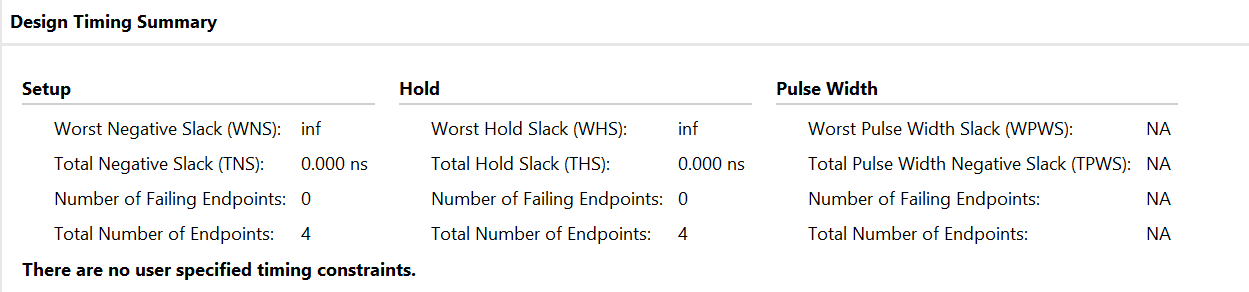 Design Timing Summary
Setup Hold Pulse Width
Worst Negative Slack (WNS): inf Worst Hold Slack (WHS): inf Worst Pulse Width Slack (WPWS): NA
Total Negative Slack (TNS): 0.000 ns Total Hold Slack (THS): 0.000 ns Total Pulse Width Negative Slack (TPWS): NA
Number of Failing Endpoints: 0 Number of Failing Endpoints: 0 Number of Failing Endpoints: NA
Total Number of Endpoints: 4 Total Number of Endpoints: 4 Total Number of Endpoints: NA
There are no user specified timing constraints.